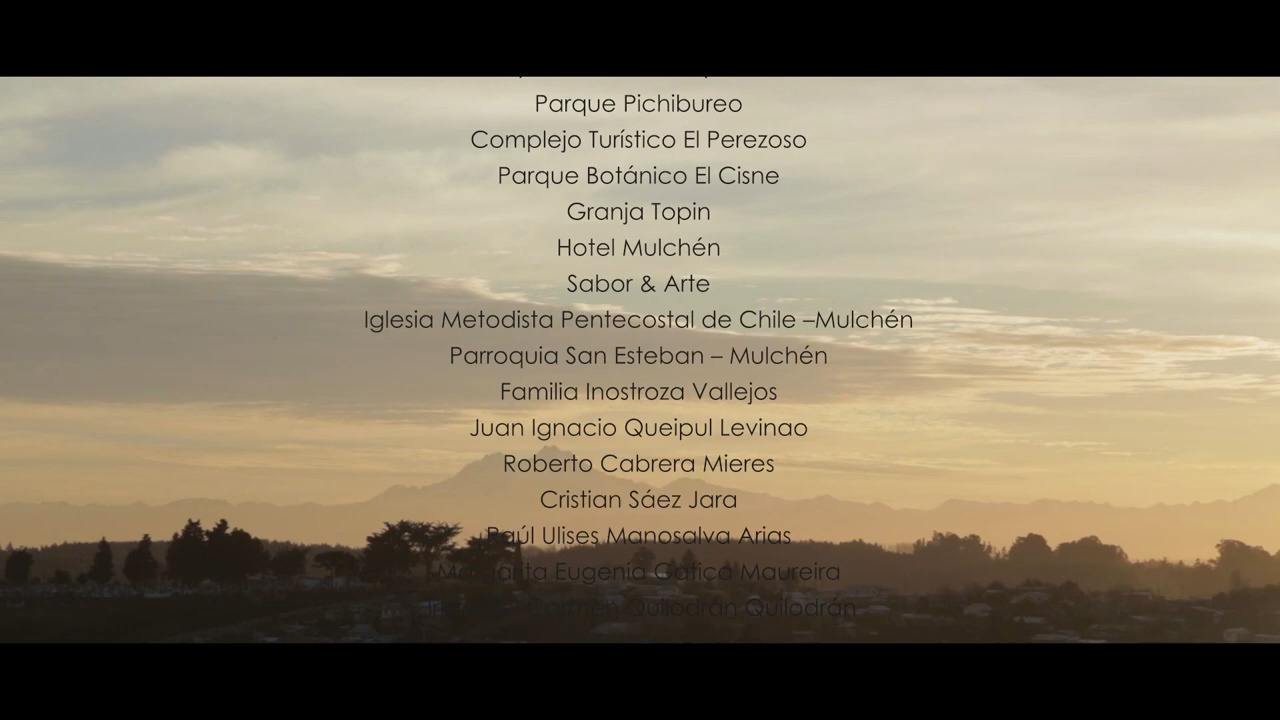 Parque Pichibureo
Complejo Turístico El Perezoso
Parque Botánico El Cisne
Granja Topin
Hotel Mulchén
Sabor & Arte
Iglesia Metodista Pentecostal de Chile –Mulchén
Parroquia San Esteban – Mulchén
Familia Inostroza Vallejos
Juan Ignacio Queipul Levinao
Roberto Cabrera Mieres
Cristian Sáez Jara
Raúl Ulises Manosalva Arias
Margarita Eugenia Gatica Maureira
Carmen Quilodrán Quilodrán